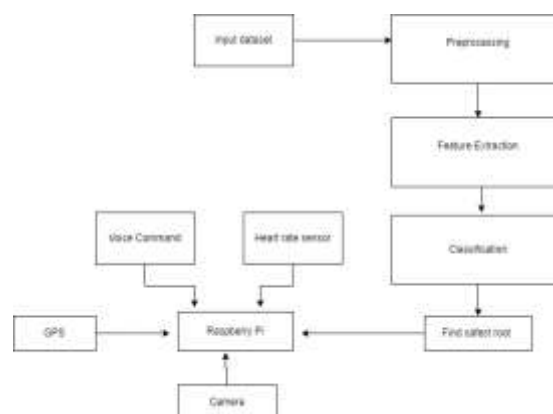 Input dataset
Preprocessing
Feature Extraction
Voice Command
Heart rate sensor
Classification
GPS
Raspberry Pi
Find safest root
Camera